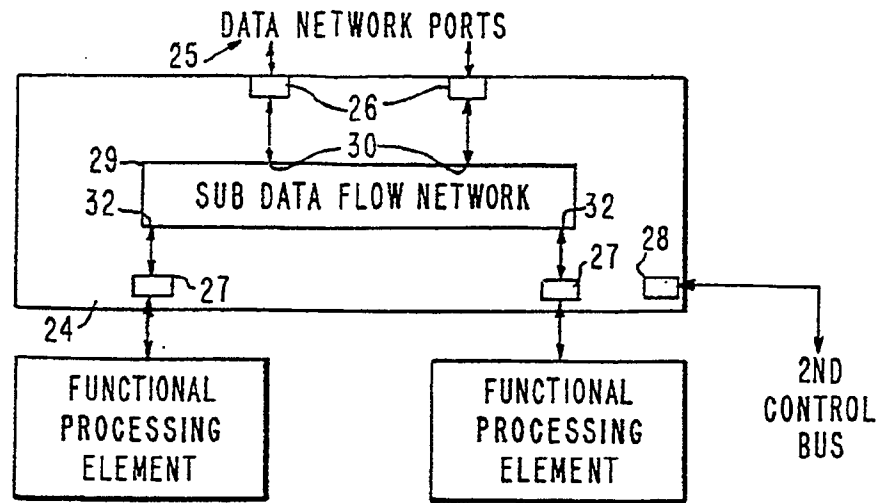 DATA NETWORK PORTS
25
26
30
29
SUB DATA FLOW NETWORK
32
32
27
27
28
24
FUNCTIONAL
PROCESSING
ELEMENT
FUNCTIONAL
PROCESSING
ELEMENT
2ND
CONTROL
BUS